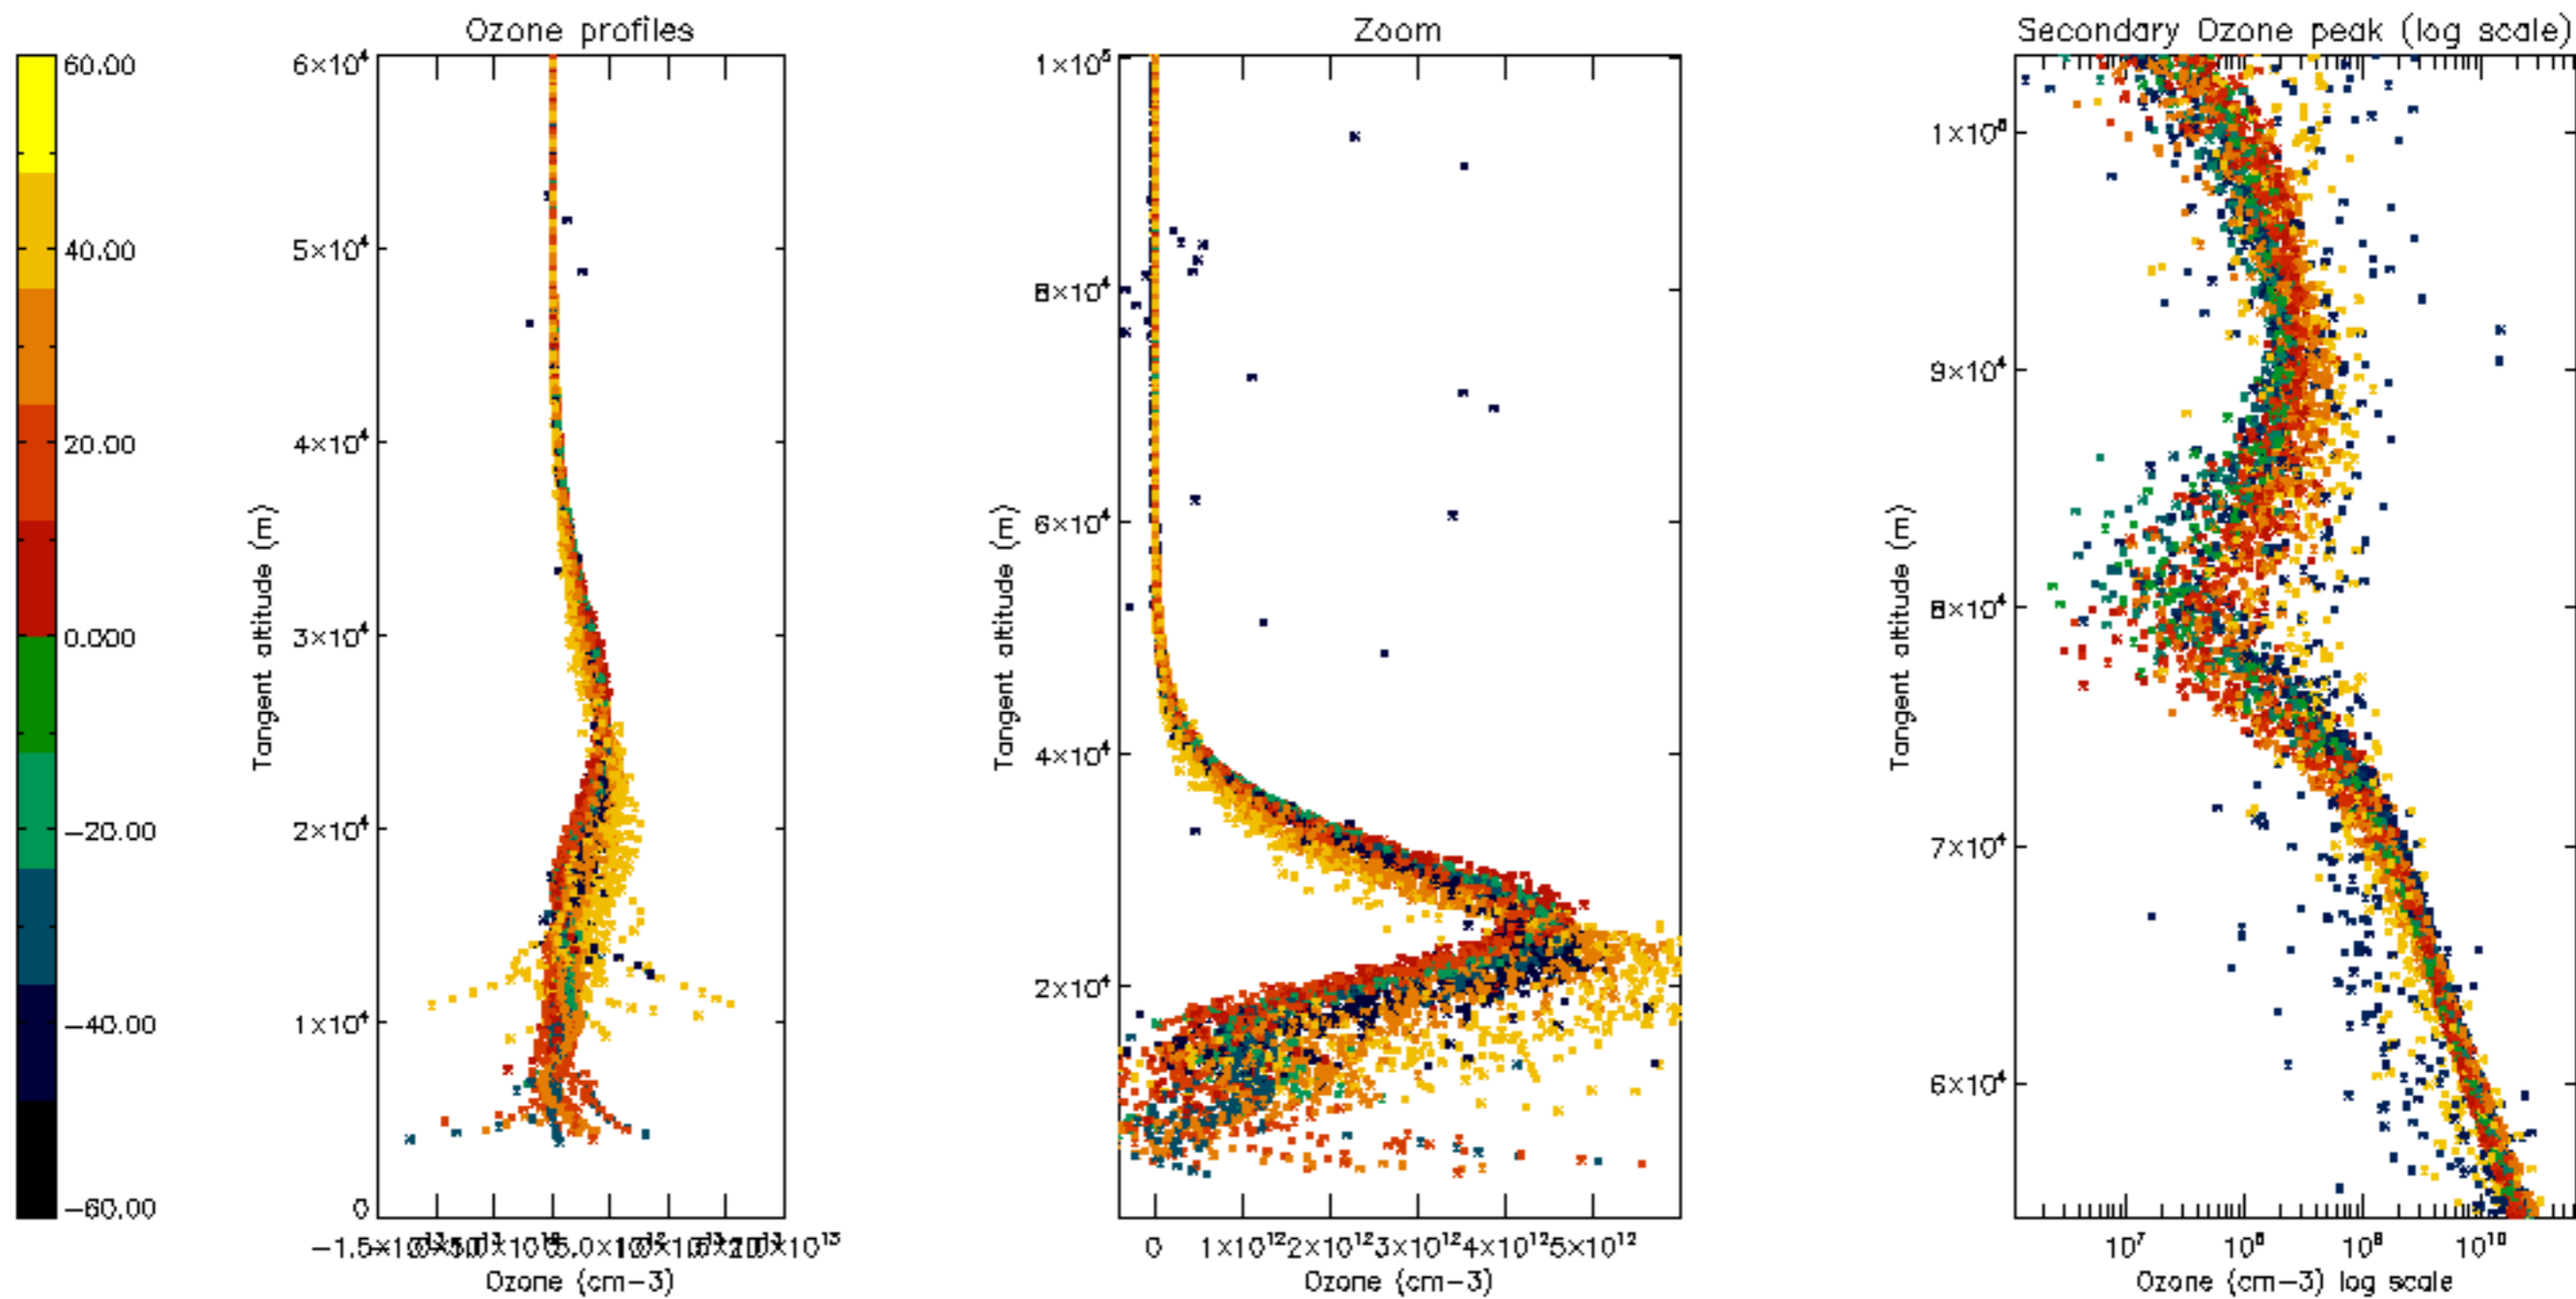 Ozone profiles
Zoom
Secondary Ozone peak (log scale)
60.00
40.00
20.00
0.000
−20.00
−40.00
−60.00
6×10⁴
5×10⁴
4×10⁴
3×10⁴
2×10⁴
1×10⁴
0
Tangent altitude (m)
Ozone (cm−3)
1×10⁵
8×10⁴
6×10⁴
4×10⁴
2×10⁴
Tangent altitude (m)
0 1×10¹² 2×10¹² 3×10¹² 4×10¹² 5×10¹²
Ozone (cm−3)
9×10⁴
8×10⁴
7×10⁴
6×10⁴
Tangent altitude (m)
10⁷ 10⁸ 10⁹ 10¹⁰
Ozone (cm−3) log scale